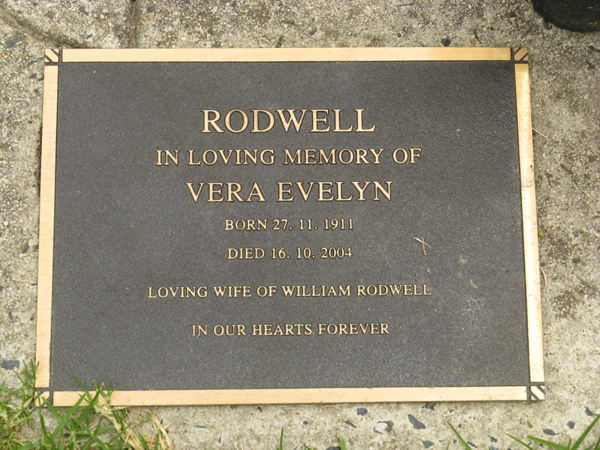 RODWELL
IN LOVING MEMORY OF
VERA EVELYN
BORN 27. 11. 1911
DIED 16. 10. 2004
LOVING WIFE OF WILLIAM RODWELL
IN OUR HEARTS FOREVER